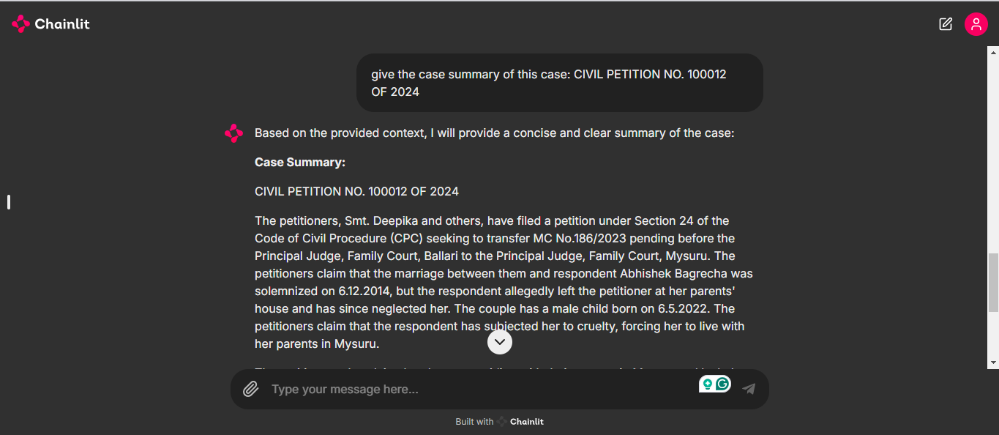 Chainlit
give the case summary of this case: CIVIL PETITION NO. 100012
OF 2024
Based on the provided context, I will provide a concise and clear summary of the case:
Case Summary:
CIVIL PETITION NO. 100012 OF 2024
The petitioners, Smt. Deepika and others, have filed a petition under Section 24 of the
Code of Civil Procedure (CPC) seeking to transfer MC No.186/2023 pending before the
Principal Judge, Family Court, Ballari to the Principal Judge, Family Court, Mysuru. The
petitioners claim that the marriage between them and respondent Abhishek Bagrecha was
solemnized on 6.12.2014, but the respondent allegedly left the petitioner at her parents'
house and has since neglected her. The couple has a male child born on 6.5.2022. The
petitioners claim that the respondent has subjected her to cruelty, forcing her to live with
her parents in Mysuru.
Type your message here...
Built with Chainlit